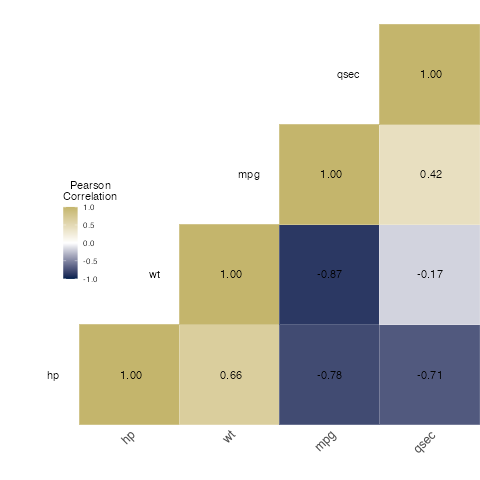 qsec
1.00
mpg
1.00
0.42
Pearson
Correlation
1.0
0.5
0.0
-0.5
-1.0
wt
1.00
-0.87
-0.17
hp
1.00
0.66
-0.78
-0.71
hp
wt
mpg
qsec